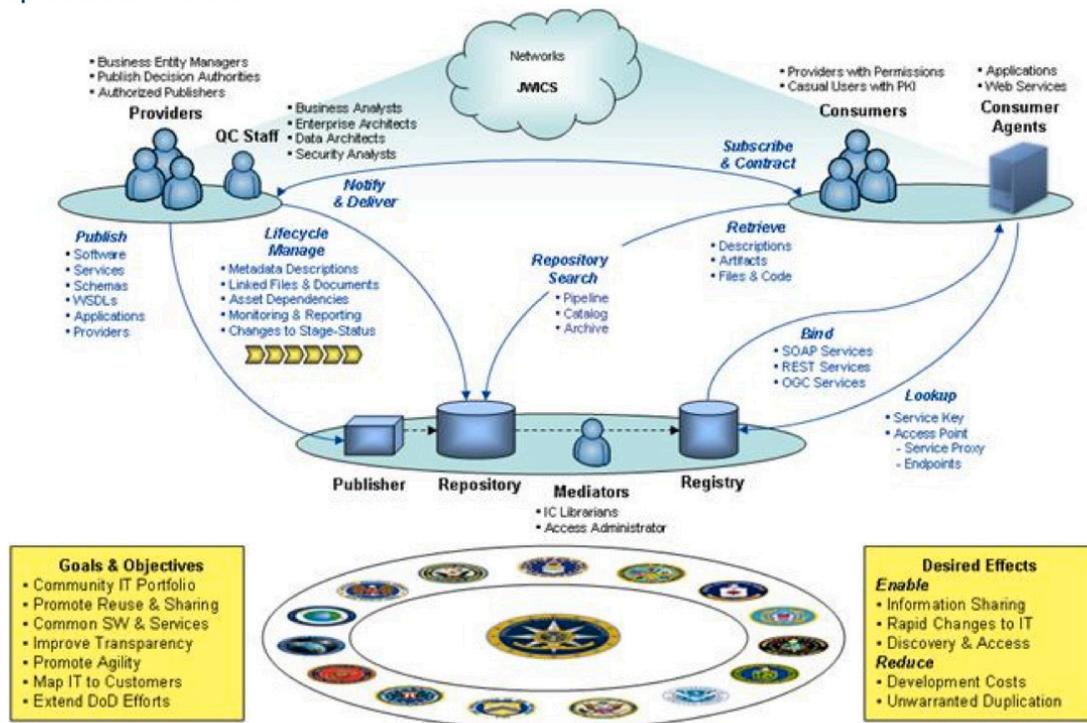 Networks
JWICS
• Business Entity Managers
• Publish Decision Authorities
• Authorized Publishers
Providers
QC Staff
• Business Analysts
• Enterprise Architects
• Data Architects
• Security Analysts
• Providers with Permissions
• Casual Users with PKI
Consumers
• Applications
• Web Services
Consumer
Agents
Subscribe
& Contract
Notify
& Deliver
Publish
• Software
• Services
• Schemas
• WSDLs
• Applications
• Providers
Lifecycle
Manage
• Metadata Descriptions
• Linked Files & Documents
• Asset Dependencies
• Monitoring & Reporting
• Changes to Stage-Status
Repository
Search
• Pipeline
• Catalog
• Archive
Retrieve
• Descriptions
• Artifacts
• Files & Code
Bind
• SOAP Services
• REST Services
• OGC Services
Lookup
• Service Key
• Access Point
- Service Proxy
- Endpoints
Publisher
Repository
Mediators
• IC Librarians
• Access Administrator
Registry
Goals & Objectives
• Community IT Portfolio
• Promote Reuse & Sharing
• Common SW & Services
• Improve Transparency
• Promote Agility
• Map IT to Customers
• Extend DoD Efforts
Desired Effects
Enable
• Information Sharing
• Rapid Changes to IT
• Discovery & Access
Reduce
• Development Costs
• Unwarranted Duplication